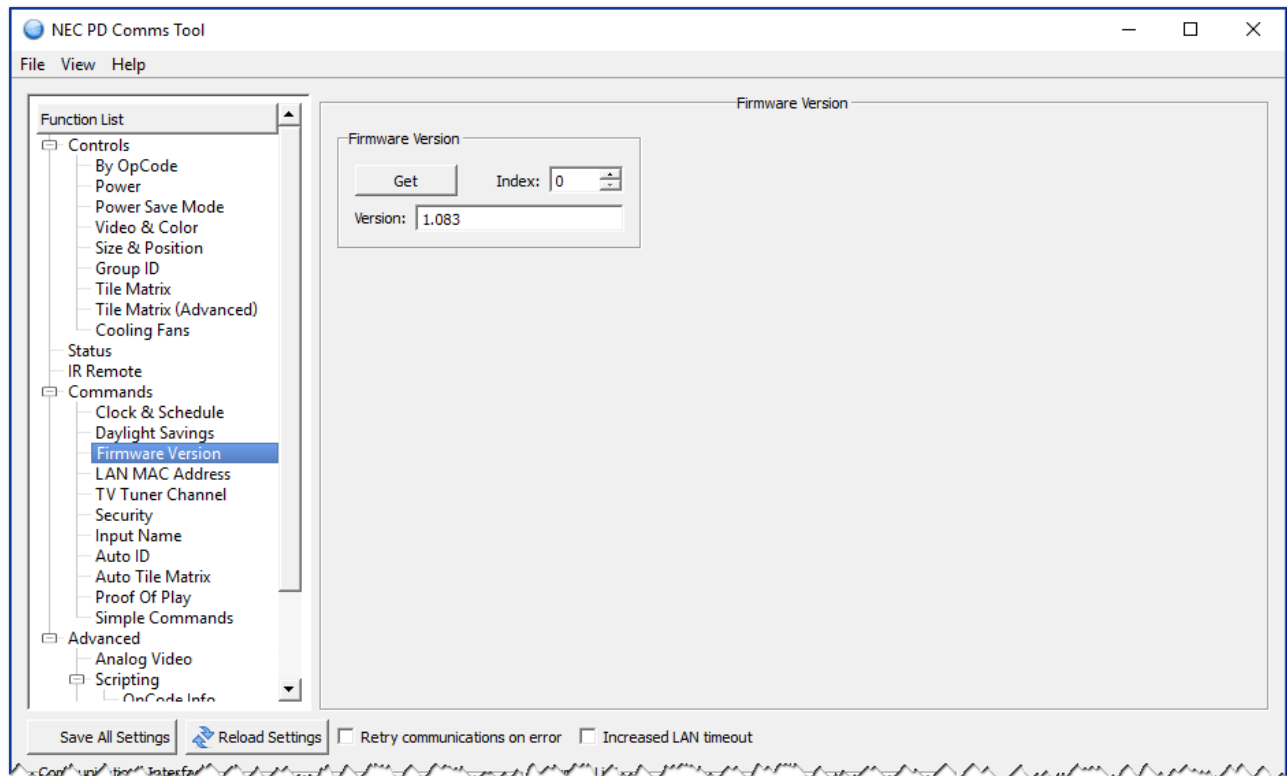 NEC PD Comms Tool
File View Help
Function List
Controls
By OpCode
Power
Power Save Mode
Video & Color
Size & Position
Group ID
Tile Matrix
Tile Matrix (Advanced)
Cooling Fans
Status
IR Remote
Commands
Clock & Schedule
Daylight Savings
Firmware Version
LAN MAC Address
TV Tuner Channel
Security
Input Name
Auto ID
Auto Tile Matrix
Proof Of Play
Simple Commands
Advanced
Analog Video
Scripting
OpCode Info
Firmware Version
Firmware Version
Get Index: 0
Version: 1.083
Save All Settings Reload Settings Retry communications on error Increased LAN timeout